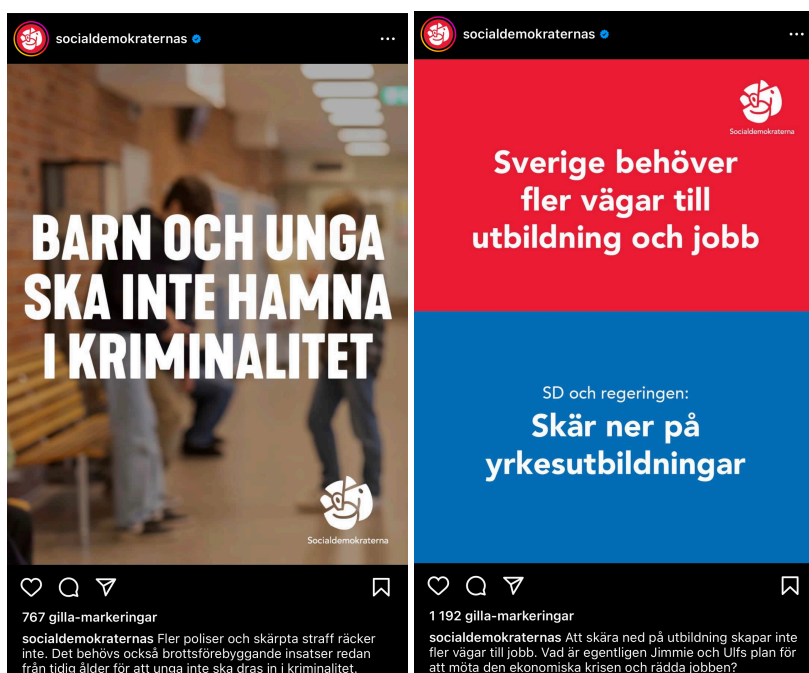 socialdemokraternas
BARN OCH UNGA
SKA INTE HAMNA
I KRIMINALITET
Socialdemokraterna
767 gilla-markeringar
socialdemokraternas Fler poliser och skärpta straff räcker
inte. Det behövs också brottsförebyggande insatser redan
från tidig ålder för att unga inte ska dras in i kriminalitet.
socialdemokraternas
Socialdemokraterna
Sverige behöver
fler vägar till
utbildning och jobb
SD och regeringen:
Skär ner på
yrkesutbildningar
1 192 gilla-markeringar
socialdemokraternas Att skära ned på utbildning skapar inte
fler vägar till jobb. Vad är egentligen Jimmie och Ulfs plan för
att möta den ekonomiska krisen och rädda jobben?